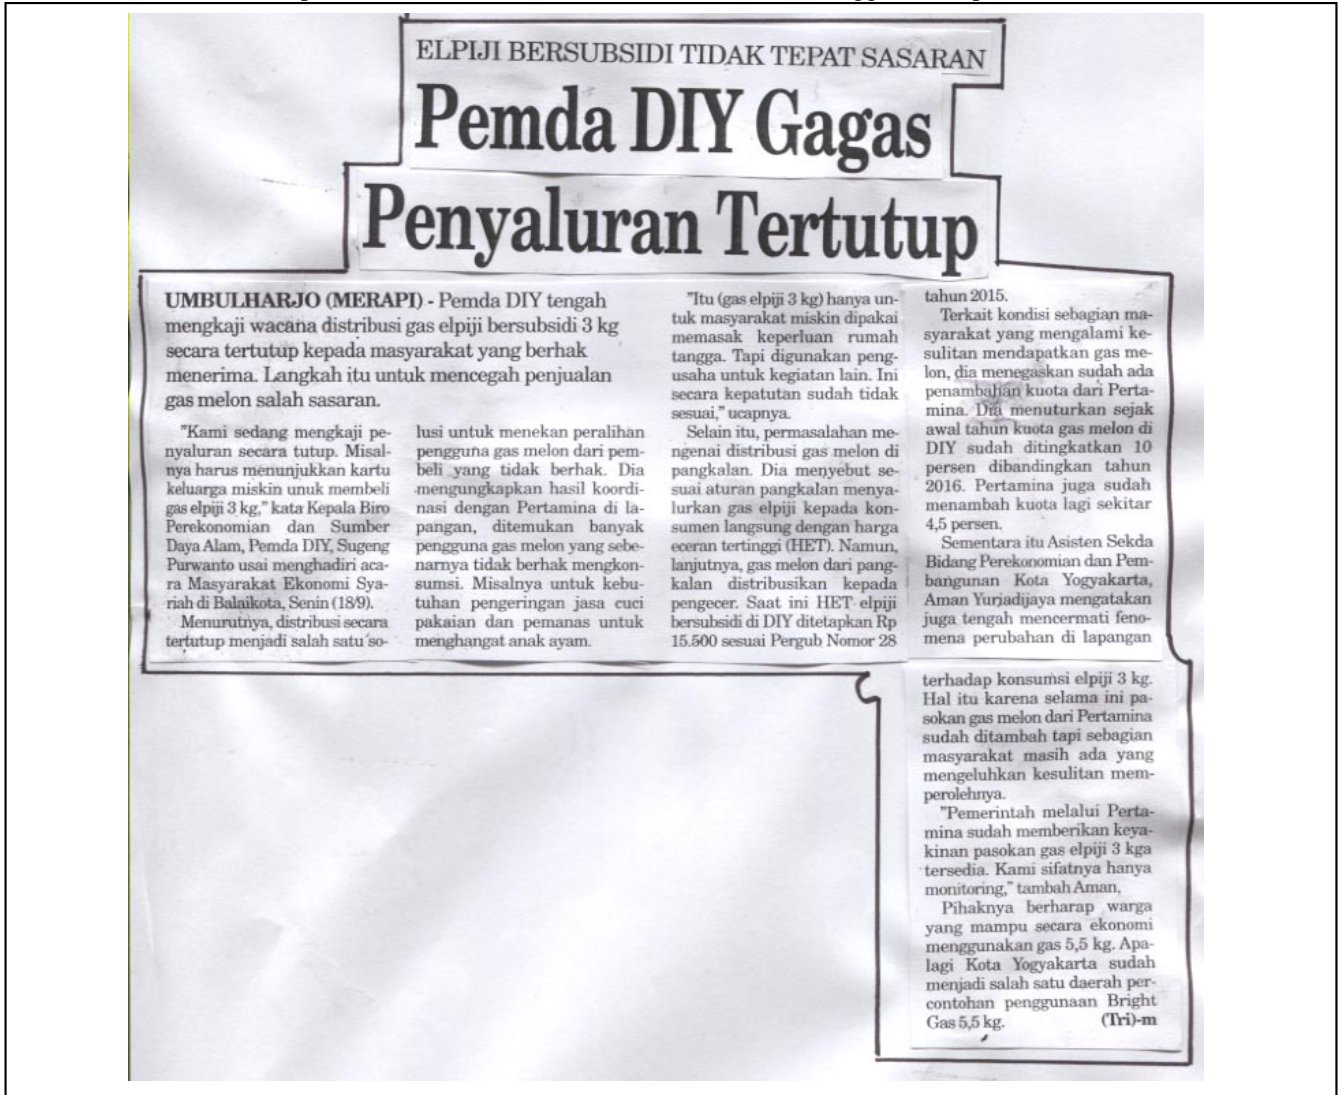 ELPIJI BERSUBSIDI TIDAK TEPAT SASARAN
Pemda DIY Gagas
Penyaluran Tertutup
UMBULHARJO (MERAPI) - Pemda DIY tengah
mengkaji wacana distribusi gas elpiji bersubsidi 3 kg
secara tertutup kepada masyarakat yang berhak
menerima. Langkah itu untuk mencegah penjualan
gas melon salah sasaran.
"Kami sedang mengkaji pe-
nyaluran secara tutup. Misal-
nya harus menunjukkan kartu
keluarga miskin unuk membeli
gas elpiji 3 kg," kata Kepala Biro
Perekonomian dan Sumber
Daya Alam, Pemda DIY, Sugeng
Purwanto usai menghadiri aca-
ra Masyarakat Ekonomi Sya-
riah di Balaikota, Senin (18/9).
Menurutnya, distribusi secara
tertutup menjadi salah satu so-
lusi untuk menekan peralihan
pengguna gas melon dari pem-
beli yang tidak berhak. Dia
mengungkapkan hasil koordi-
nasi dengan Pertamina di la-
pangan, ditemukan banyak
pengguna gas melon yang sebe-
narnya tidak berhak mengkon-
sumsi. Misalnya untuk kebu-
tuhan pengeringan jasa cuci
pakaian dan pemanas untuk
menghangat anak ayam.
"Itu (gas elpiji 3 kg) hanya un-
tuk masyarakat miskin dipakai
memasak keperluan rumah
tangga. Tapi digunakan peng-
usaha untuk kegiatan lain. Ini
secara kepatutan sudah tidak
sesuai," ucapnya.
Selain itu, permasalahan me-
ngenai distribusi gas melon di
pangkalan. Dia menyebut se-
suai aturan pangkalan menya-
lurkan gas elpiji kepada kon-
sumen langsung dengan harga
eceran tertinggi (HET). Namun,
lanjutnya, gas melon dari pang-
kalan distribusikan kepada
pengecer. Saat ini HET elpiji
bersubsidi di DIY ditetapkan Rp
15.500 sesuai Pergub Nomor 28
tahun 2015.
Terkait kondisi sebagian ma-
syarakat yang mengalami ke-
sulitan mendapatkan gas me-
lon, dia menegaskan sudah ada
penambahan kuota dari Perta-
mina. Dia menuturkan sejak
awal tahun kuota gas melon di
DIY sudah ditingkatkan 10
persen dibandingkan tahun
2016. Pertamina juga sudah
menambah kuota lagi sekitar
4,5 persen.
Sementara itu Asisten Sekda
Bidang Perekonomian dan Pem-
bangunan Kota Yogyakarta,
Aman Yuriadijaya mengatakan
juga tengah mencermati feno-
mena perubahan di lapangan
terhadap konsumsi elpiji 3 kg.
Hal itu karena selama ini pa-
sokan gas melon dari Pertamina
sudah ditambah tapi sebagian
masyarakat masih ada yang
mengeluhkan kesulitan mem-
perolehnya.
"Pemerintah melalui Perta-
mina sudah memberikan keya-
kinan pasokan gas elpiji 3 kga
tersedia. Kami sifatnya hanya
monitoring," tambah Aman.
Pihaknya berharap warga
yang mampu secara ekonomi
menggunakan gas 5,5 kg. Apa-
lagi Kota Yogyakarta sudah
menjadi salah satu daerah per-
contohan penggunaan Bright
Gas 5,5 kg. (Tri)-m